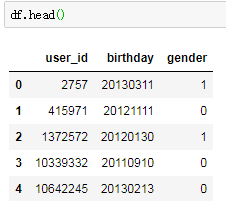 df.head()
user_id birthday gender
0 2757 20130311 1
1 415971 20121111 0
2 1372572 20120130 1
3 10339332 20110910 0
4 10642245 20130213 0